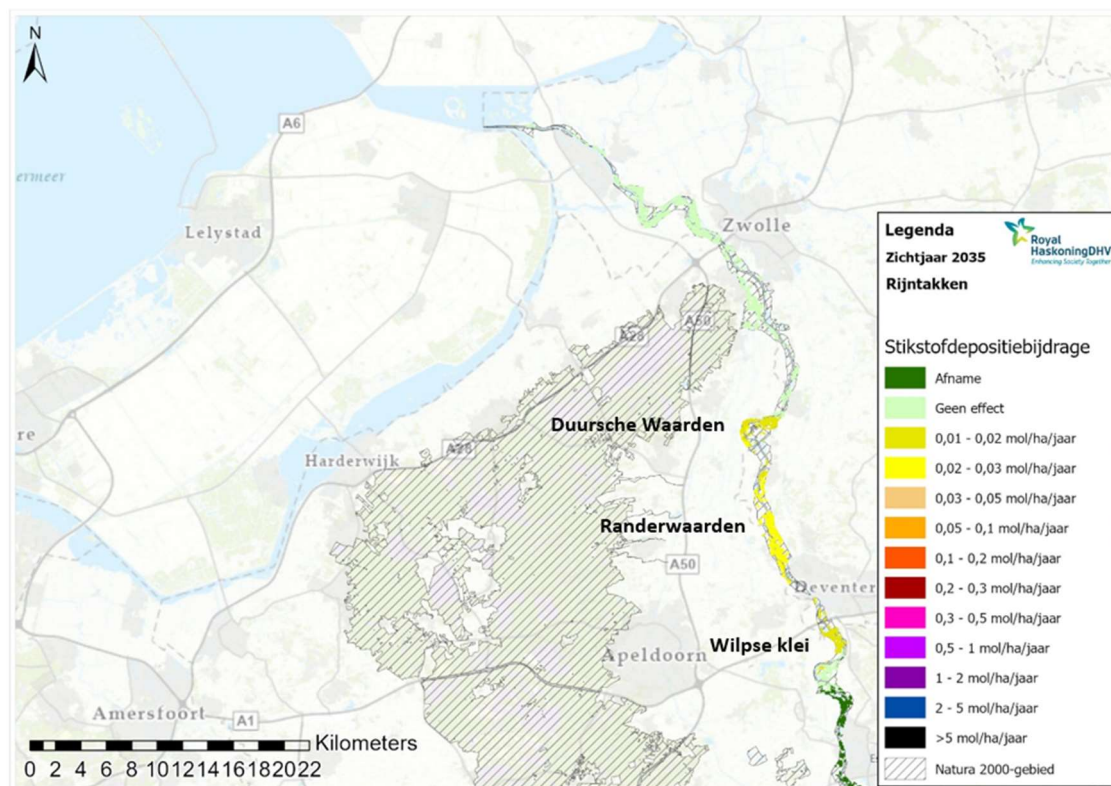 N
A6
ermeer
Lelystad
Zwolle
Legenda
Royal
HaskoningDHV
Enhancing Society Together
Zichtjaar 2035
Rijntakken
A28
A50
Stikstofdepositiebijdrage
Afname
Geen effect
0,01 - 0,02 mol/ha/jaar
0,02 - 0,03 mol/ha/jaar
0,03 - 0,05 mol/ha/jaar
0,05 - 0,1 mol/ha/jaar
0,1 - 0,2 mol/ha/jaar
0,2 - 0,3 mol/ha/jaar
0,3 - 0,5 mol/ha/jaar
0,5 - 1 mol/ha/jaar
1 - 2 mol/ha/jaar
2 - 5 mol/ha/jaar
>5 mol/ha/jaar
Natura 2000-gebied
Duursche Waarden
re
Harderwijk
A28
Randerwaarden
A50
Deventer
Wilpse klei
Apeldoorn
Amersfoort
A1
Kilometers
0 2 4 6 8 10 12 14 16 18 20 22